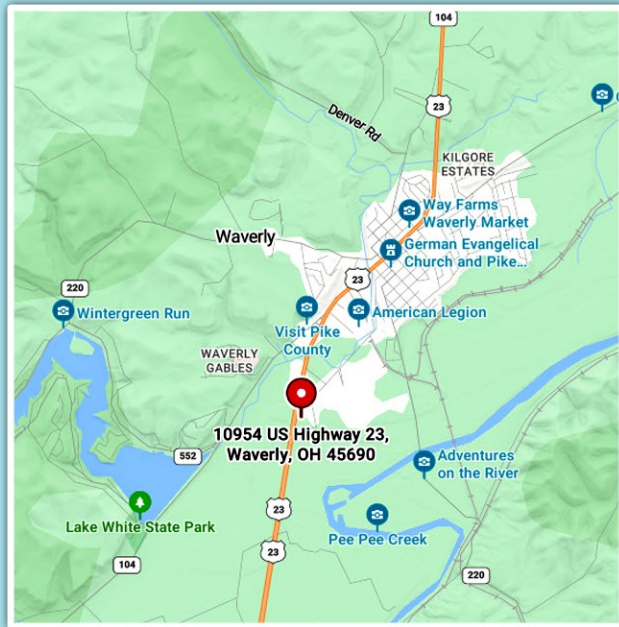 104
23
Denver Rd
KILGORE
ESTATES
Way Farms
Waverly Market
Waverly
German Evangelical
Church and Pike...
23
220
Wintergreen Run
American Legion
Visit Pike
County
WAVERLY
GABLES
10954 US Highway 23,
Waverly, OH 45690
552
Adventures
on the River
Lake White State Park
23
Pee Pee Creek
23
104
220